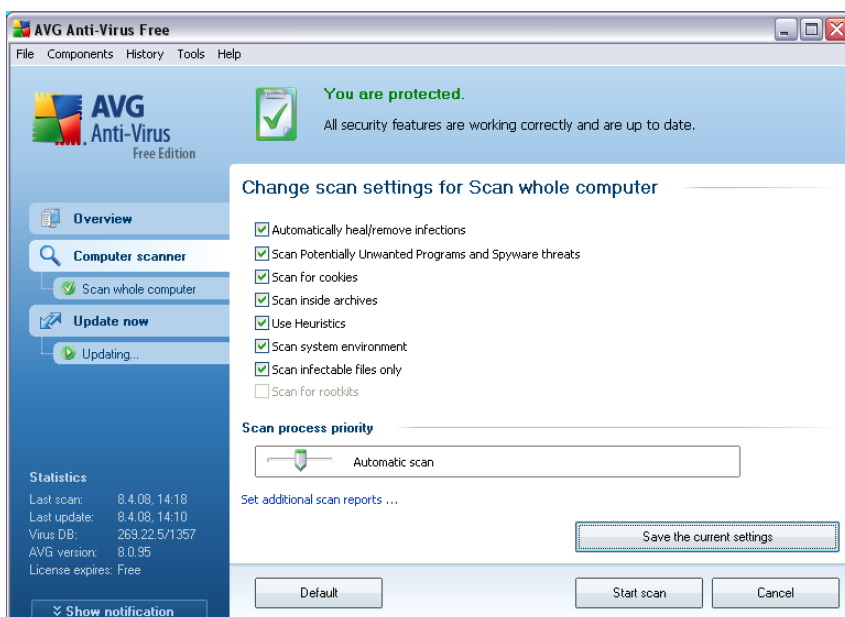 AVG Anti-Virus Free
File Components History Tools Help
AVG
Anti-Virus
Free Edition
You are protected.
All security features are working correctly and are up to date.
Change scan settings for Scan whole computer
Overview
Computer scanner
Scan whole computer
Update now
Updating...
Automatically heal/remove infections
Scan Potentially Unwanted Programs and Spyware threats
Scan for cookies
Scan inside archives
Use Heuristics
Scan system environment
Scan infectable files only
Scan for rootkits
Scan process priority
Automatic scan
Set additional scan reports ...
Save the current settings
Statistics
Last scan: 8.4.08, 14:18
Last update: 8.4.08, 14:10
Virus DB: 269.22.5/1357
AVG version: 8.0.95
License expires: Free
Show notification
Default
Start scan
Cancel